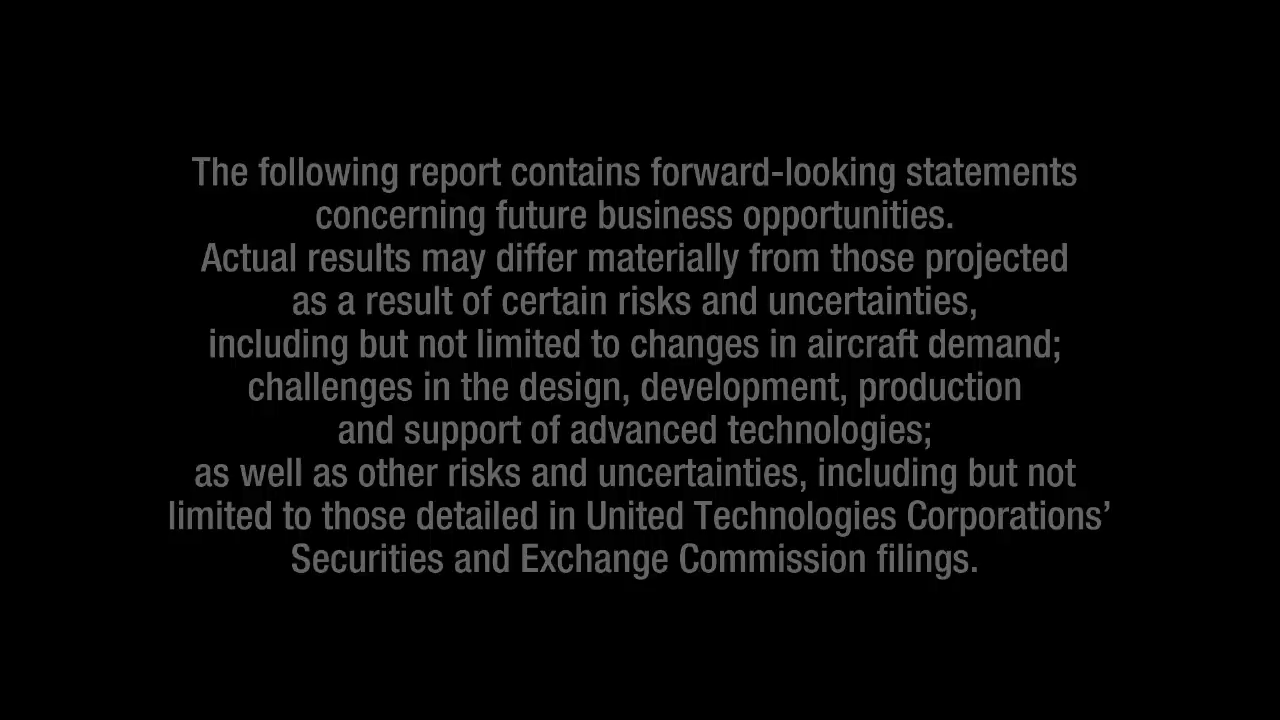 The following report contains forward-looking statements
concerning future business opportunities.
Actual results may differ materially from those projected
as a result of certain risks and uncertainties,
including but not limited to changes in aircraft demand;
challenges in the design, development, production
and support of advanced technologies;
as well as other risks and uncertainties, including but not
limited to those detailed in United Technologies Corporations’
Securities and Exchange Commission filings.